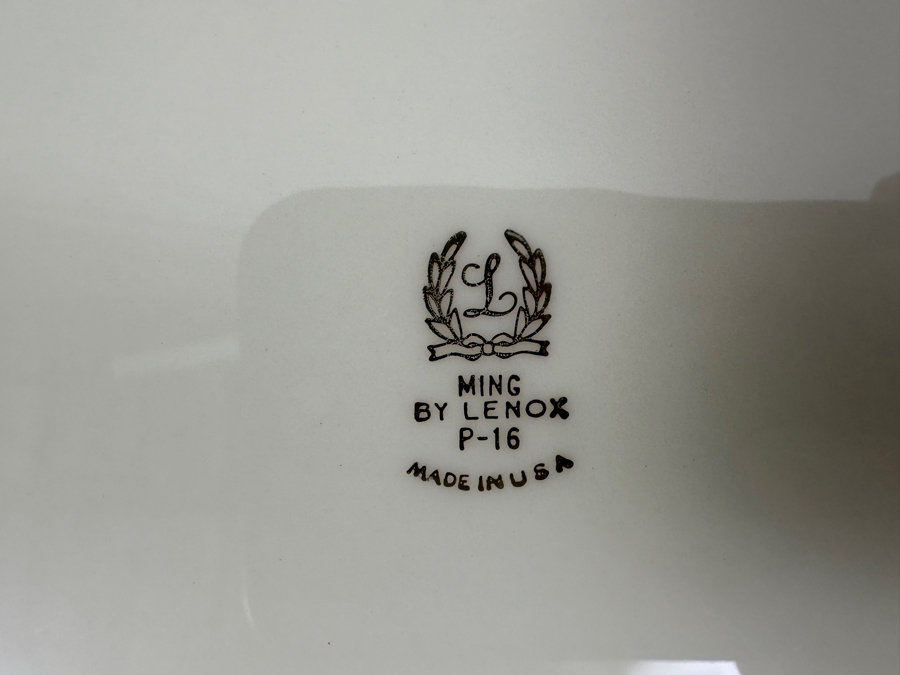 L
MING
BY LENOX
P-16
MADE IN USA